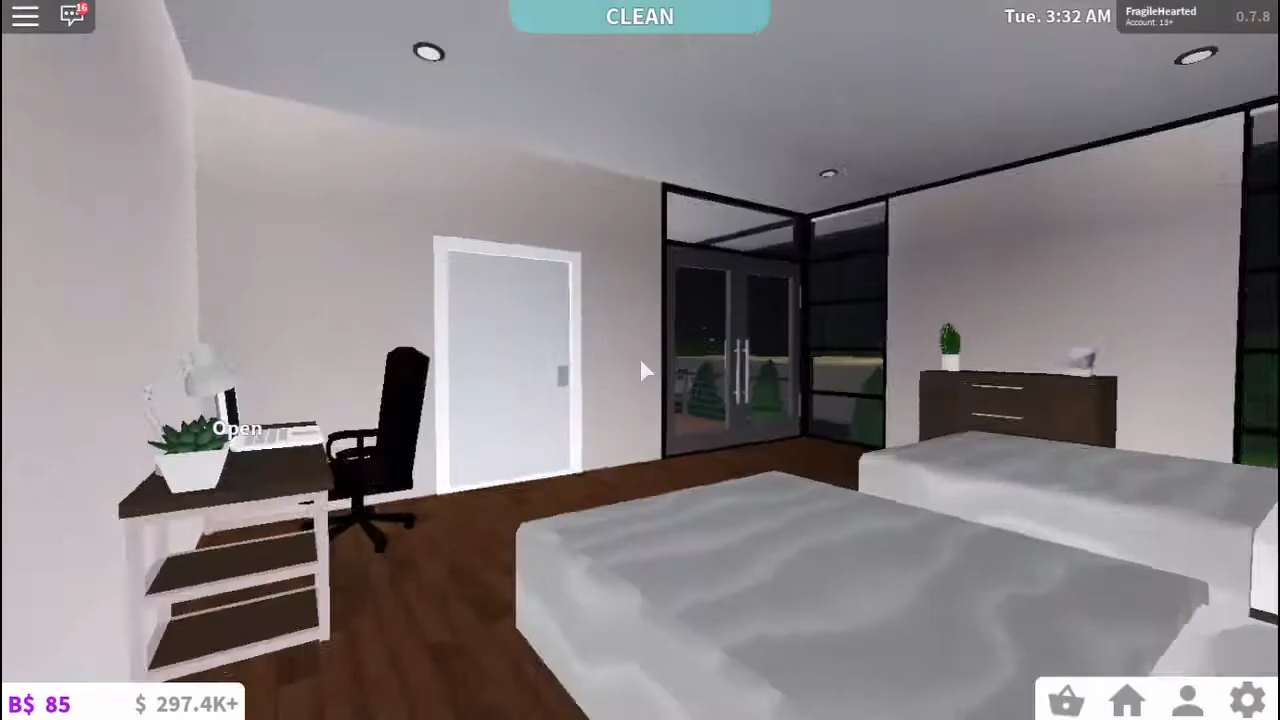 16
CLEAN
Tue. 3:32 AM
FragileHearted
Account: 13+
0.7.8
Open
B$ 85
$ 297.4K+